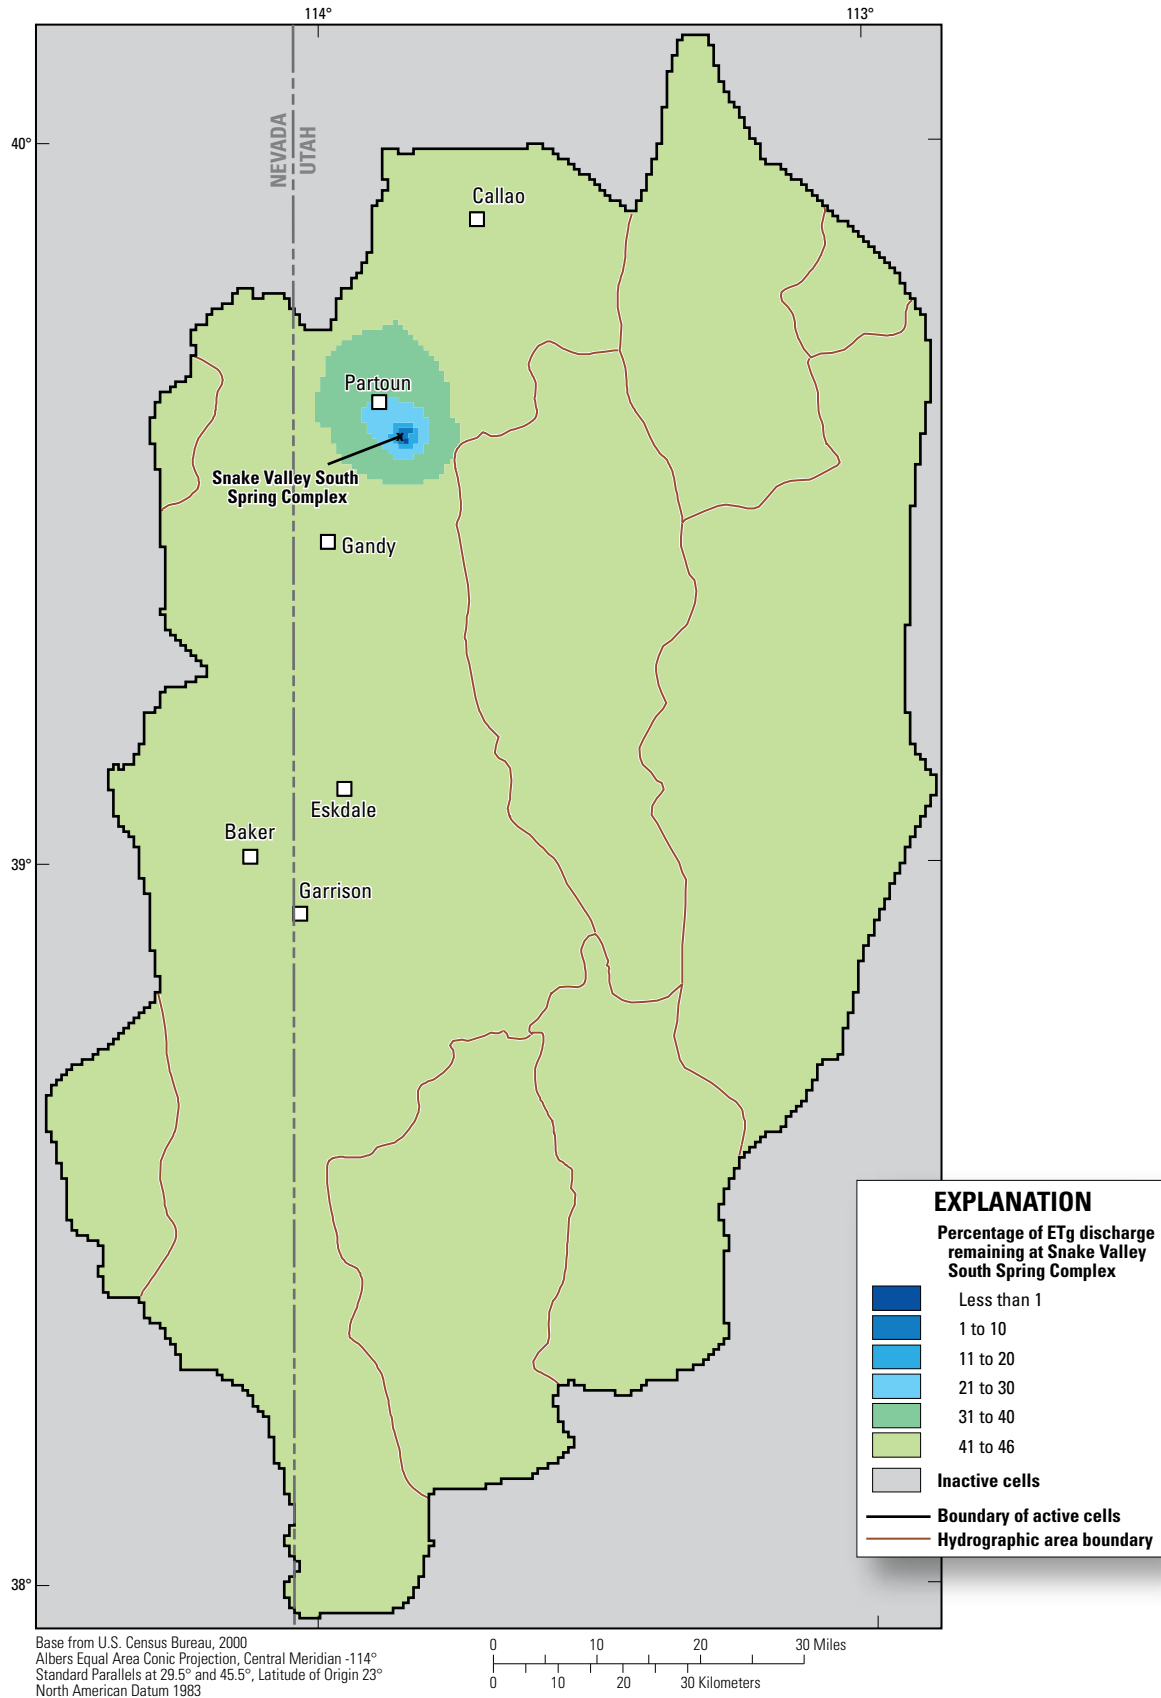 114°
113°
40°
NEVADA
UTAH
Callao
Partoun
Snake Valley South
Spring Complex
Gandy
Eskdale
Baker
39°
Garrison
EXPLANATION
Percentage of ETg discharge
remaining at Snake Valley
South Spring Complex
Less than 1
1 to 10
11 to 20
21 to 30
31 to 40
41 to 46
Inactive cells
Boundary of active cells
Hydrographic area boundary
38°
Base from U.S. Census Bureau, 2000
Albers Equal Area Conic Projection, Central Meridian -114°
Standard Parallels at 29.5° and 45.5°, Latitude of Origin 23°
North American Datum 1983
0 10 20 30 Miles
0 10 20 30 Kilometers